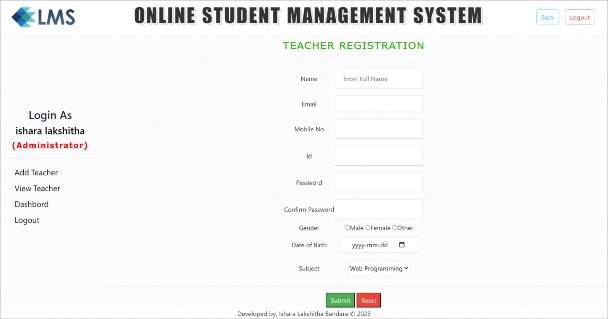 LMS
ONLINE STUDENT MANAGEMENT SYSTEM
Back
Logout
TEACHER REGISTRATION
Login As
ishara lakshitha
(Administrator)
Add Teacher
View Teacher
Dashbord
Logout
Name
Enter Full Name
Email
Mobile No
Id
Password
Confirm Password
Gender
Male Female Other
Date of Birth
yyyy-mm-dd
Subject
Web Programming
Submit
Reset
Developed by, Ishara Lakshitha Bandara © 2023